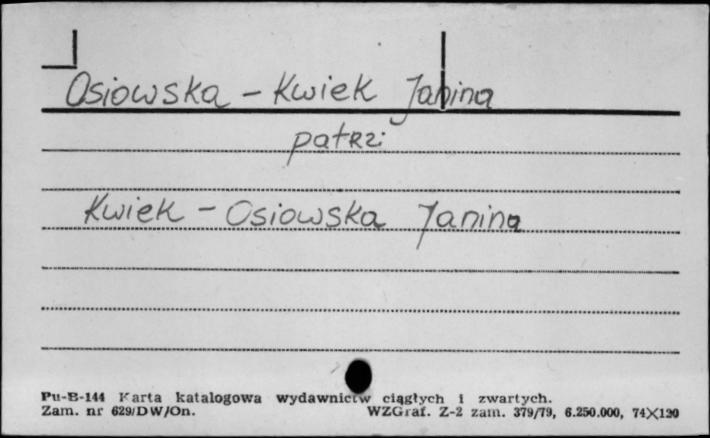 Osiowska - Kwiek Janina
patrzi
Kwiek - Osiowska Janina
Pu-B-144 Karta katalogowa wydawnictw ciągłych i zwartych.
Zam. nr 629/DW/On. WZGraf. Z-2 zam. 379/79, 6.250.000, 74X120